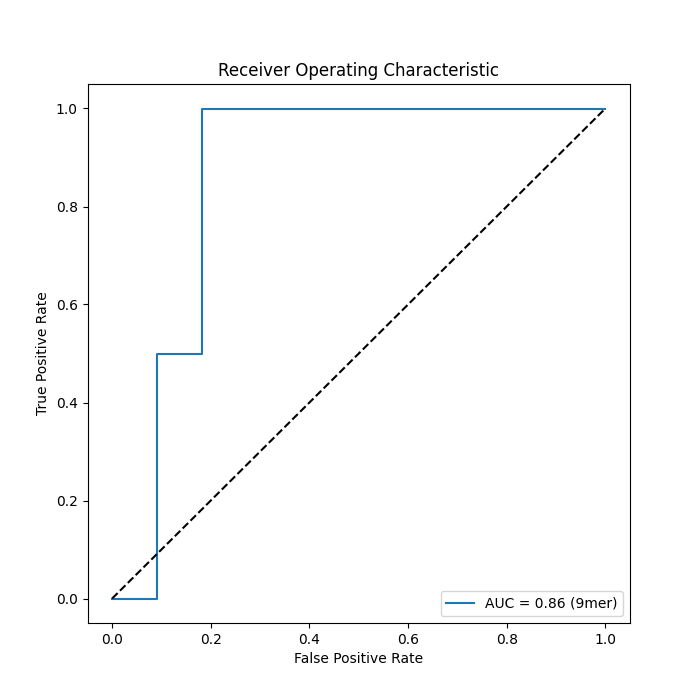 Receiver Operating Characteristic
1.0
0.8
0.6
0.4
0.2
0.0
True Positive Rate
0.0 0.2 0.4 0.6 0.8 1.0
False Positive Rate
AUC = 0.86 (9mer)